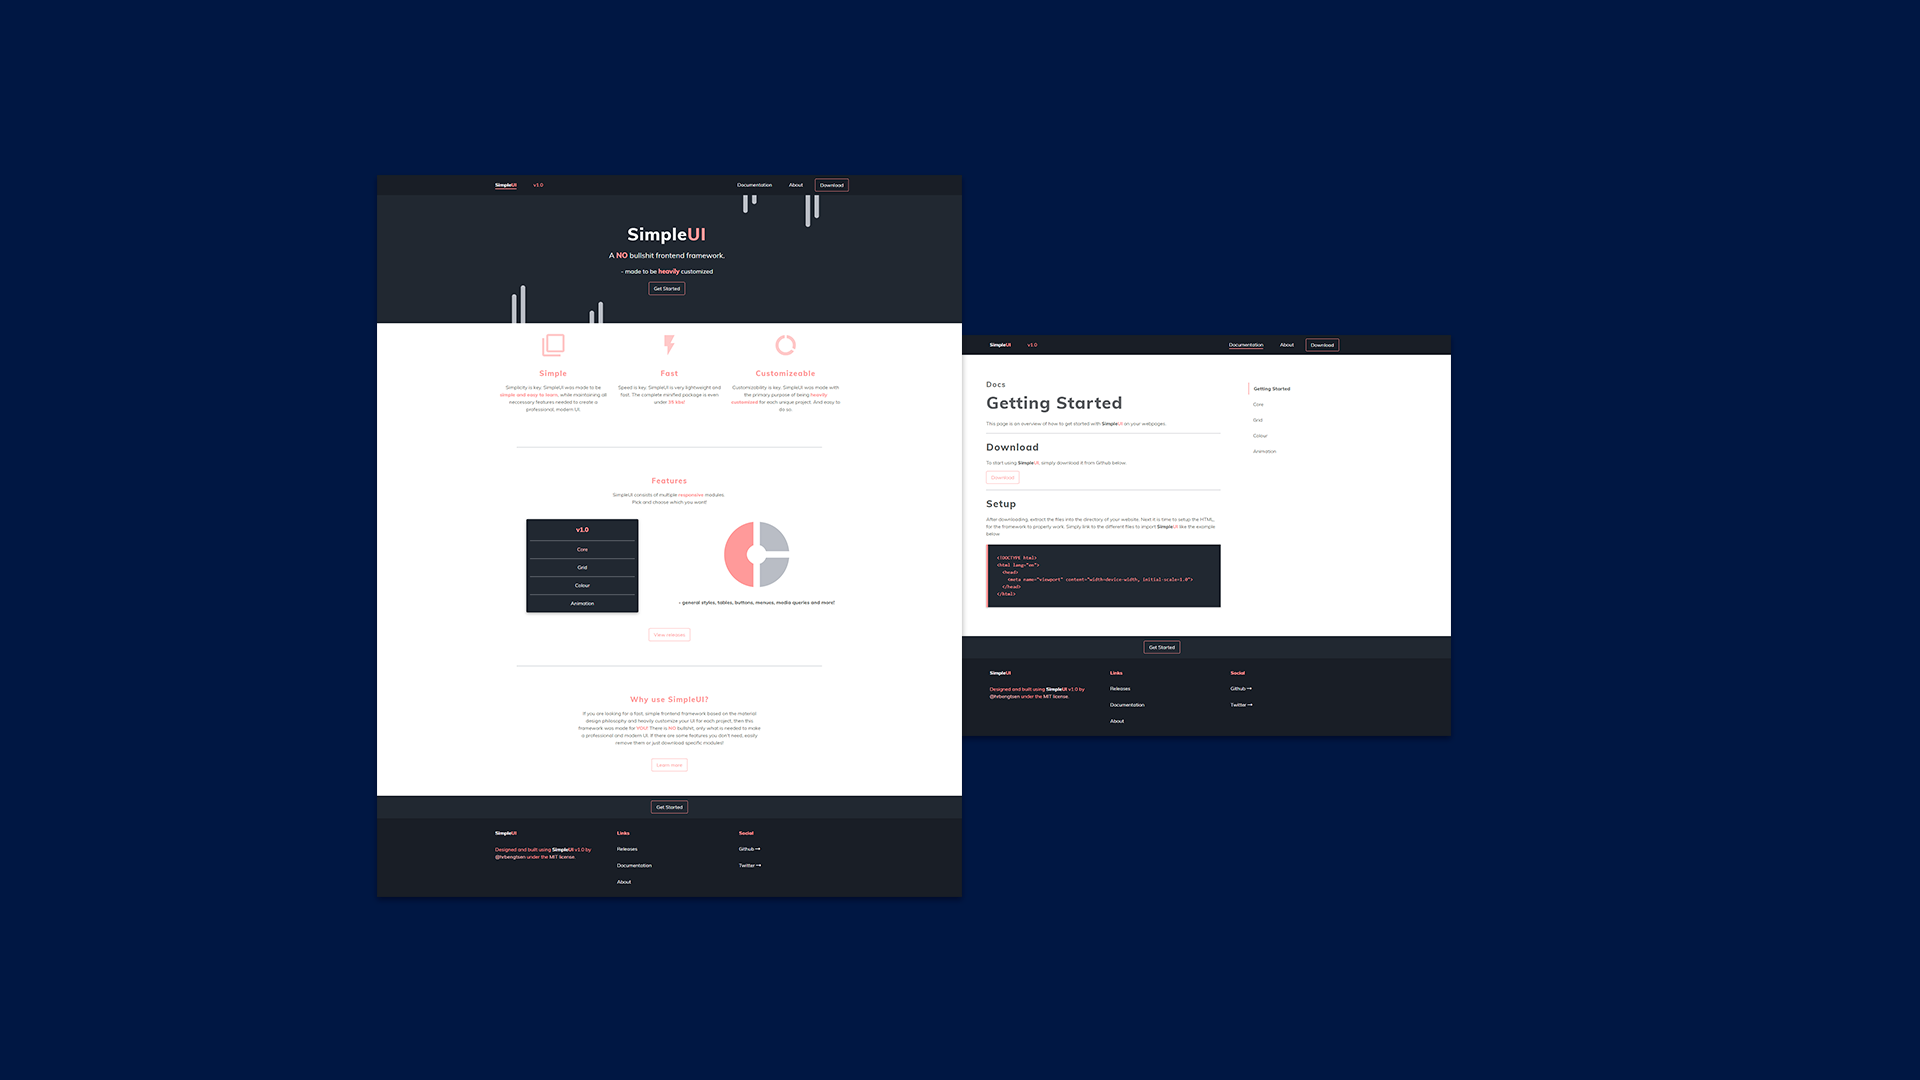 SimpleUI v1.0 Documentation About Download
SimpleUI
A NO bullshit frontend framework.
- made to be heavily customized
Get Started
Simple
Simplicity is key. SimpleUI was made to be
simple and easy to learn, while maintaining all
neccessary features needed to create a
professional, modern UI.
Fast
Speed is key. SimpleUI is very lightweight and
fast. The complete minified package is even
under
Customizeable
Customizability is key. SimpleUI was made with
the primary purpose of being heavily
customized for each unique project. And easy to
do so.
Features
SimpleUI consists of multiple responsive modules.
Pick and choose which you want!
v1.0
Core
Grid
Colour
Animation
- general styles, tables, buttons, menues, media queries and more!
View releases
Why use SimpleUI?
If you are looking for a fast, simple frontend framework based on the material
design philosophy and heavily customize your UI for each project, then this
framework was made for YOU! There is NO bullshit, only what is needed to make
a professional and modern UI. If there are some features you don't need, easily
remove them or just download specific modules!
Learn more
Get Started
SimpleUI
Designed and built using SimpleUI v1.0 by
@hrbengtsen under the MIT license.
Links
Releases
Documentation
About
Social
Github →
Twitter →
SimpleUI v1.0 Documentation About Download
Docs
Getting Started
This page is an overview of how to get started with SimpleUI on your webpages.
Download
To start using SimpleUI, simply download it from Github below.
Download
Setup
After downloading, extract the files into the directory of your website. Next it is time to setup the HTML,
for the framework to properly work. Simply link to the different files to import SimpleUI like the example
below.
<!DOCTYPE html>
<html lang="en">
<head>
<meta name="viewport" content="width=device-width, initial-scale=1.0">
</head>
</html>
Getting Started
Core
Grid
Colour
Animation
Get Started
SimpleUI
Designed and built using SimpleUI v1.0 by
@hrbengtsen under the MIT license.
Links
Releases
Documentation
About
Social
Github →
Twitter →